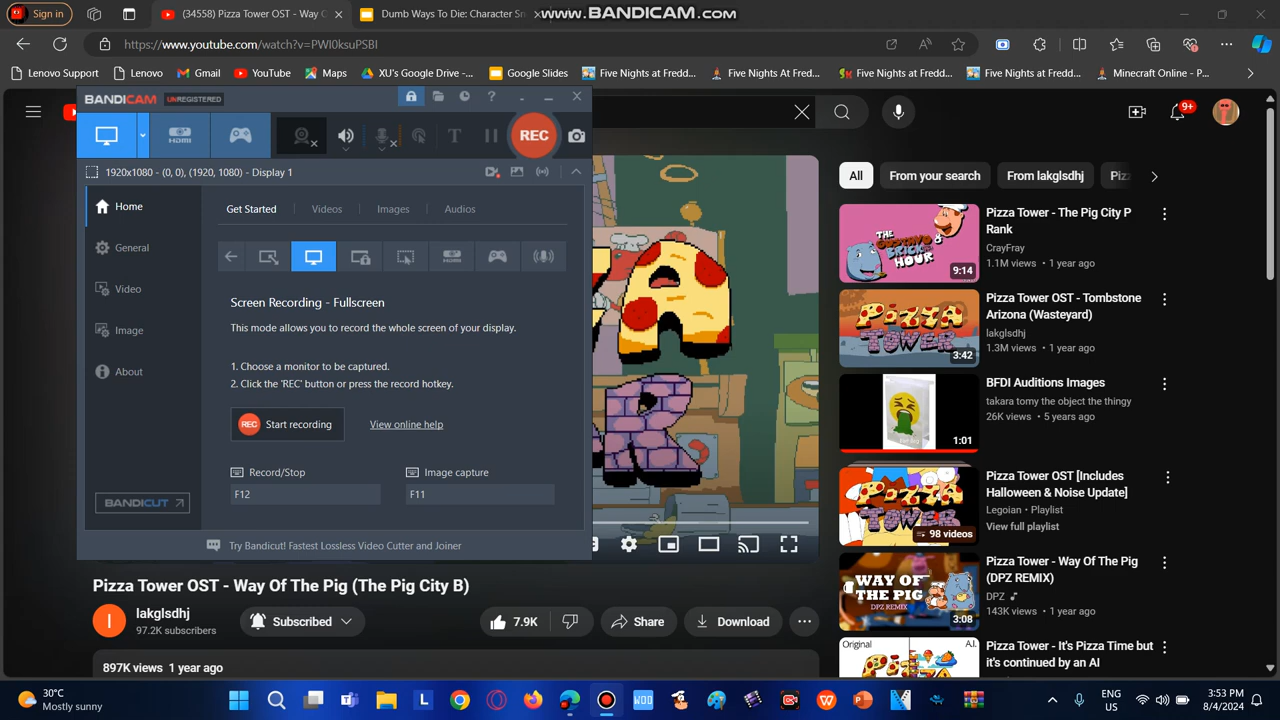 Sign in
(34558) Pizza Tower OST - Way O
Dumb Ways To Die: Character Sn
www.BANDICAM.com
https://www.youtube.com/watch?v=PWI0ksuPSBI
Lenovo Support
Lenovo
Gmail
YouTube
Maps
XU's Google Drive -...
Google Slides
Five Nights at Fredd...
Five Nights At Fredd...
Five Nights at Fredd...
Five Nights at Fredd...
Minecraft Online - P...
BANDICAM UNREGISTERED
HDMI
REC
1920x1080 - (0, 0), (1920, 1080) - Display 1
Home
General
Video
Image
About
BANDICUT
Get Started
Videos
Images
Audios
Screen Recording - Fullscreen
This mode allows you to record the whole screen of your display.
1. Choose a monitor to be captured.
2. Click the 'REC' button or press the record hotkey.
REC Start recording
View online help
Record/Stop
Image capture
F12
F11
Try Bandicut! Fastest Lossless Video Cutter and Joiner
9+
All
From your search
From lakglsdhj
Piz
THE GUSTAVO & BRICK HOUR
9:14
Pizza Tower - The Pig City P
Rank
CrayFray
1.1M views • 1 year ago
PIZZA TOWER
3:42
Pizza Tower OST - Tombstone
Arizona (Wasteyard)
lakglsdhj
1.3M views • 1 year ago
1:01
BFDI Auditions Images
takara tomy the object the thingy
26K views • 5 years ago
PIZZA TOWER
98 videos
Pizza Tower OST [Includes
Halloween & Noise Update]
Legoian • Playlist
View full playlist
WAY OF
THE PIG
DPZ REMIX
3:08
Pizza Tower - Way Of The Pig
(DPZ REMIX)
DPZ
143K views • 1 year ago
Original
A.I.
Pizza Tower - It's Pizza Time but
it's continued by an AI
Pizza Tower OST - Way Of The Pig (The Pig City B)
lakglsdhj
97.2K subscribers
Subscribed
7.9K
Share
Download
897K views 1 year ago
30°C
Mostly sunny
L
WOD
W
P
ENG
US
3:53 PM
8/4/2024